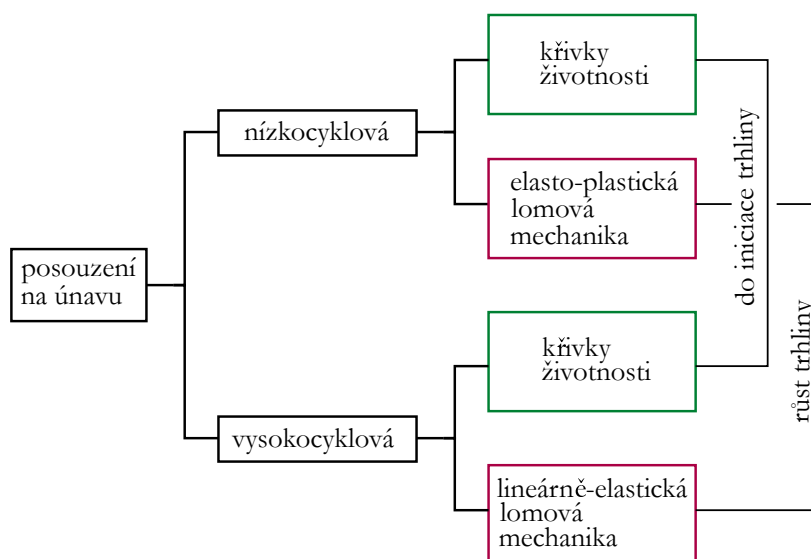 křivky
životnosti
nízkocyklová
elasto-plastická
lomová
mechanika
do iniciace trhliny
posouzení
na únavu
křivky
životnosti
růst trhliny
vysokocyklová
lineárně-elastická
lomová
mechanika